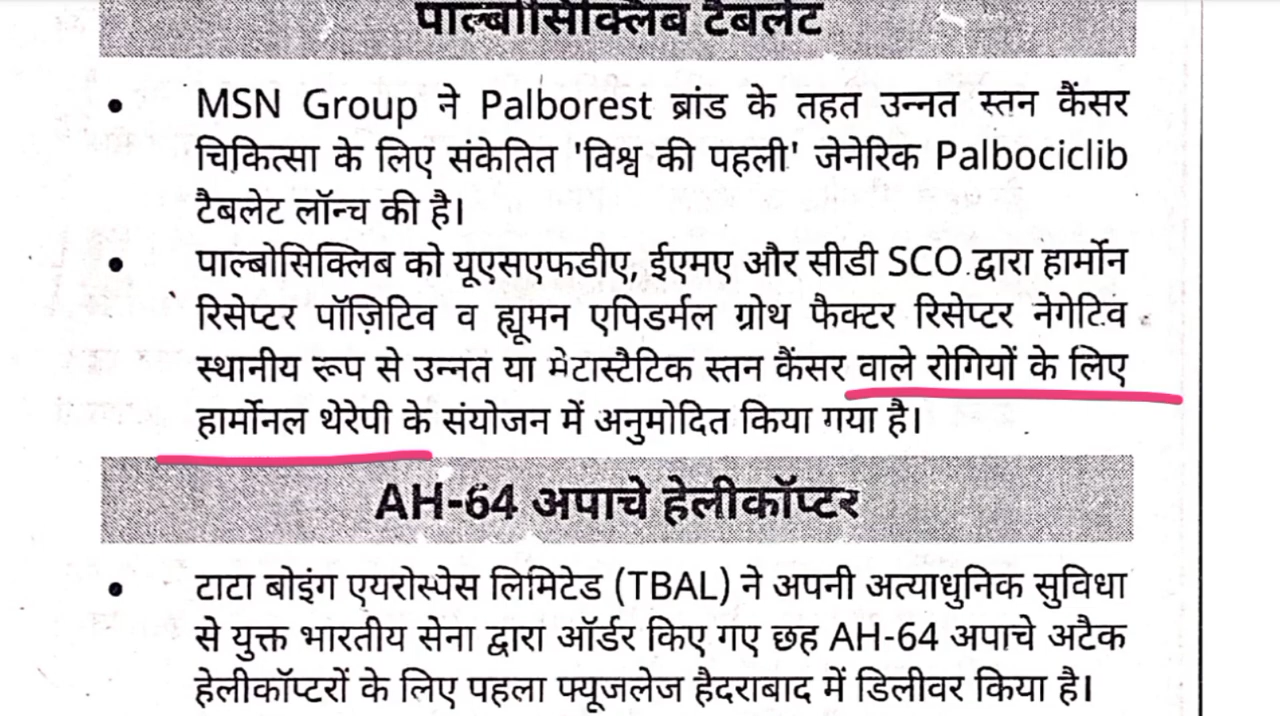 पाल्बोसिक्लिब टैबलेट
• MSN Group ने Palborest ब्रांड के तहत उन्नत स्तन कैंसर
चिकित्सा के लिए संकेतित 'विश्व की पहली' जेनेरिक Palbociclib
टैबलेट लॉन्च की है।
• पाल्बोसिक्लिब को यूएसएफडीए, ईएमए और सीडी SCO द्वारा हार्मोन
रिसेप्टर पॉज़िटिव व ह्यूमन एपिडर्मल ग्रोथ फैक्टर रिसेप्टर नेगेटिव
स्थानीय रूप से उन्नत या मेटास्टैटिक स्तन कैंसर वाले रोगियों के लिए
हार्मोनल थेरेपी के संयोजन में अनुमोदित किया गया है।
AH-64 अपाचे हेलीकॉप्टर
• टाटा बोइंग एयरोस्पेस लिमिटेड (TBAL) ने अपनी अत्याधुनिक सुविधा
से युक्त भारतीय सेना द्वारा ऑर्डर किए गए छह AH-64 अपाचे अटैक
हेलीकॉप्टरों के लिए पहला फ्यूजलेज हैदराबाद में डिलीवर किया है।